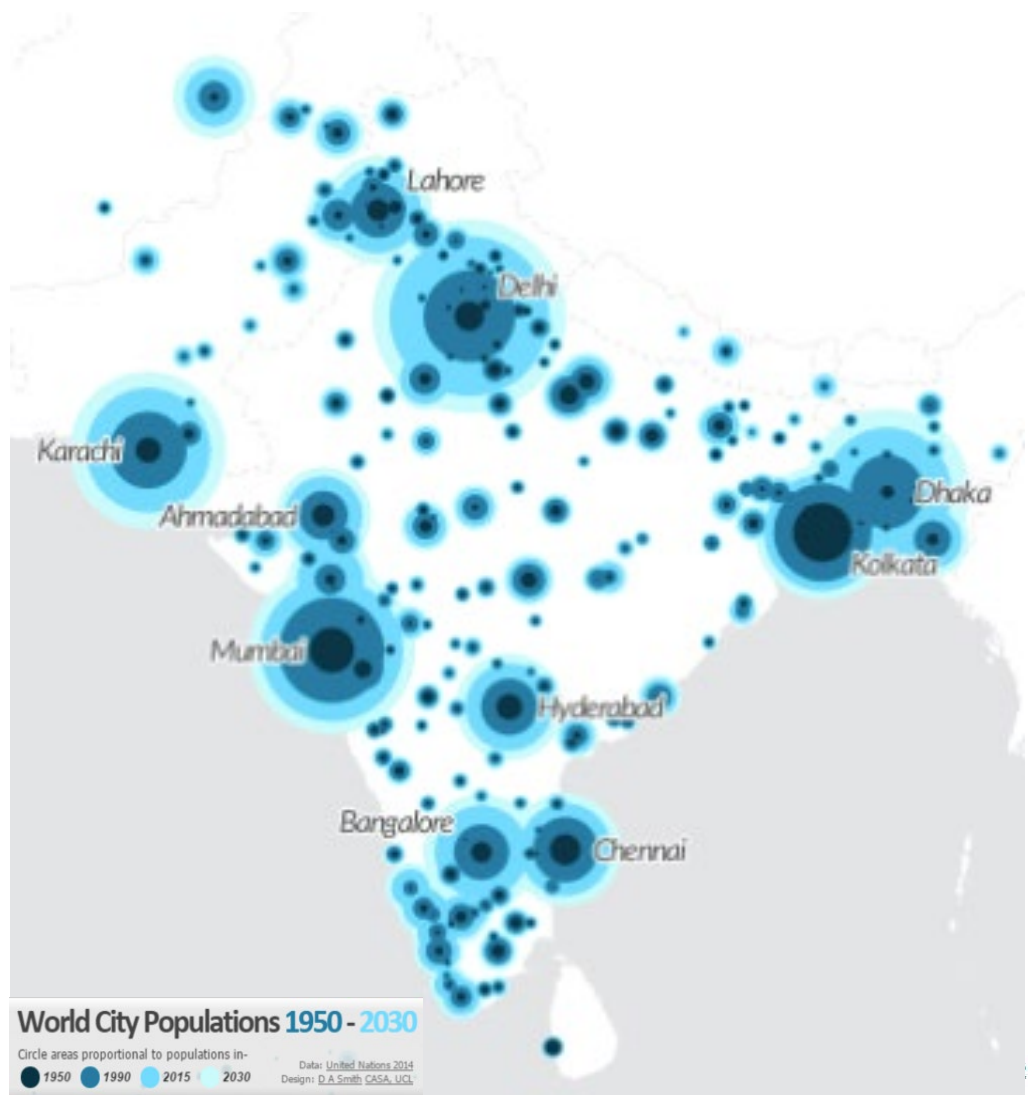 Lahore
Delhi
Karachi
Ahmadabad
Dhaka
Kolkata
Mumbai
Hyderabad
Bangalore
Chennai
World City Populations 1950 - 2030
Circle areas proportional to populations in-
1950 1990 2015 2030
Data: United Nations 2014
Design: D A Smith CASA, UCL